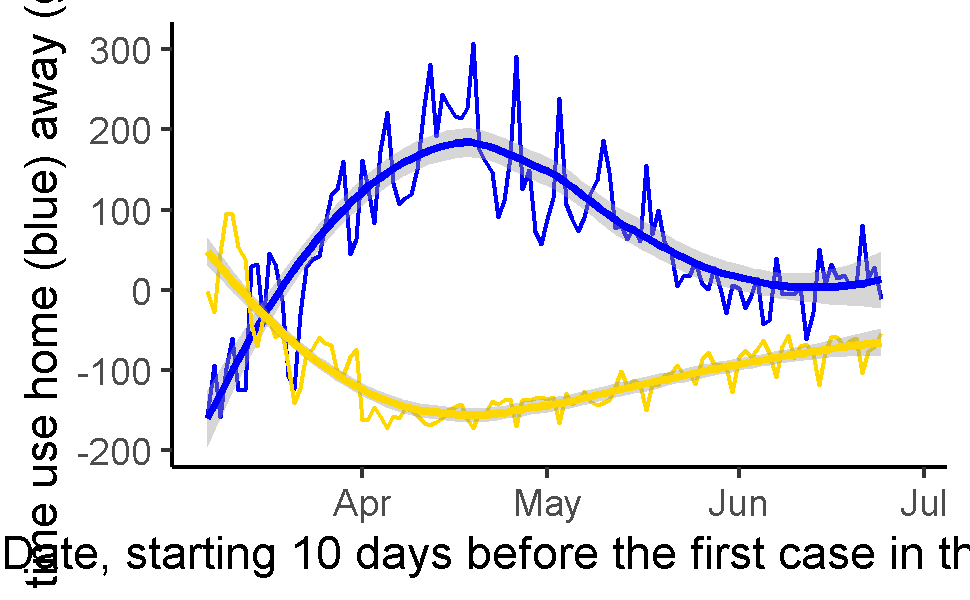 time use home (blue) away (
300
200
100
0
-100
-200
Apr May Jun Jul
Date, starting 10 days before the first case in th